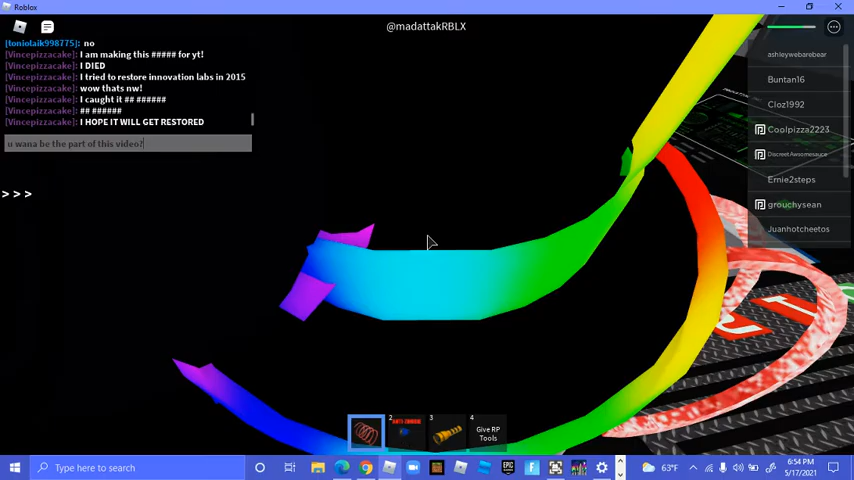 Roblox
@madattakRBLX
[toniolaik998775]: no
[Vincepizzacake]: I am making this ##### for yt!
[Vincepizzacake]: I DIED
[Vincepizzacake]: I tried to restore innovation labs in 2015
[Vincepizzacake]: wow thats nw!
[Vincepizzacake]: I caught it ## ######
[Vincepizzacake]: ## ######
[Vincepizzacake]: I HOPE IT WILL GET RESTORED
u wana be the part of this video?
> > >
ashleywebarebear
Buntan16
Cloz1992
Coolpizza2223
DiscreetAwsomesauce
Ernie2steps
grouchysean
Juanhotcheetos
2
3
4
Give RP
Tools
Type here to search
EPIC
63°F
6:54 PM
5/17/2021